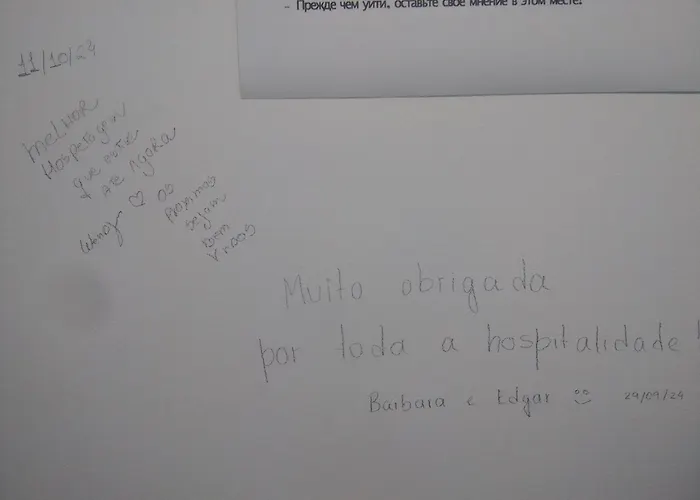 - Прежде чем уйти, оставьте свое мнение в этом месте.
11/10/24
MELHOR
HOSPEDAGEM
que estive
ATÉ AGORA
♡ OS
PROXIMOS
sejam
Bem
VINDOS
Muito obrigada
por toda a hospitalidade!
Barbara e Edgar
29/09/24